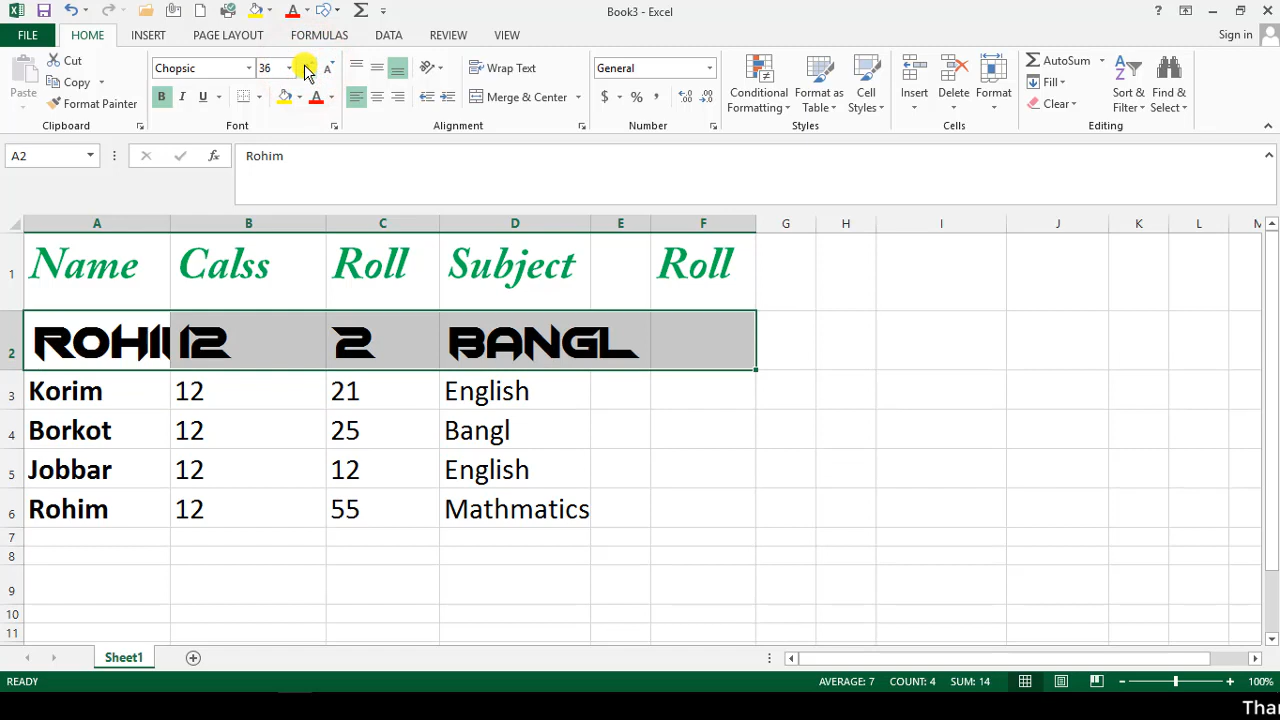 Book3 - Excel
?
Sign in
FILE HOME INSERT PAGE LAYOUT FORMULAS DATA REVIEW VIEW
Paste
Cut
Copy
Format Painter
Clipboard
Chopsic 36
B I U
Font
Wrap Text
Merge & Center
Alignment
General
$ % ,
Number
Conditional Formatting
Format as Table
Cell Styles
Styles
Insert
Delete
Format
Cells
AutoSum
Fill
Clear
Sort & Filter
Find & Select
Editing
A2 fx Rohim
A B C D E F G H I J K L M
1 Name Calss Roll Subject Roll
2 12 2 BANGL
3 Korim 12 21 English
4 Borkot 12 25 Bangl
5 Jobbar 12 12 English
6 Rohim 12 55 Mathmatics
7
8
9
10
11
Sheet1
READY AVERAGE: 7 COUNT: 4 SUM: 14 100%